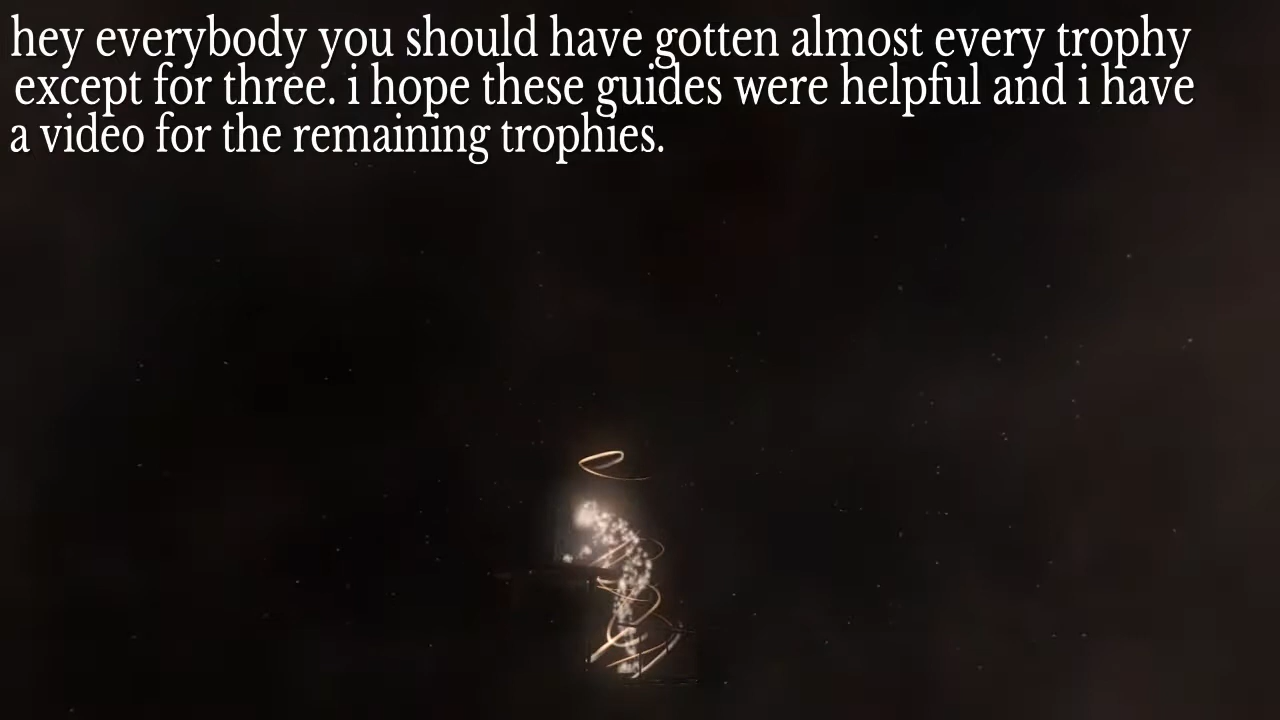 hey everybody you should have gotten almost every trophy
except for three. i hope these guides were helpful and i have
a video for the remaining trophies.